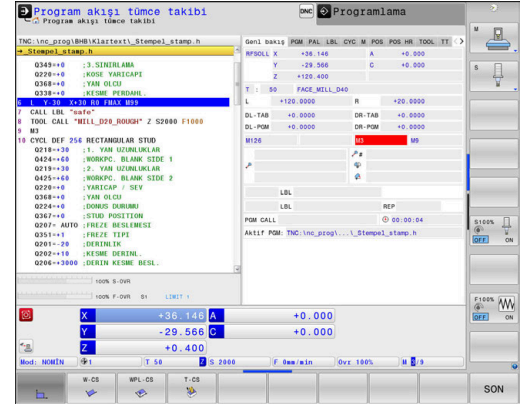 Program akışı tümce takibi
Program akışı tümce takibi
DNC
Programlama
TNC:\nc_prog\BHB\Klartext\_Stempel_stamp.h
→_Stempel_stamp.h
Q349=+0 ;3.SINIRLAMA
Q220=+0 ;KOSE YARICAPI
Q368=+0 ;YAN OLCU
Q338=+0 ;KESME PERDAHL.
6 L Y-30 X+30 R0 FMAX M99
7 CALL LBL "safe"
8 TOOL CALL "MILL_D20_ROUGH" Z S2000 F1000
9 M3
10 CYCL DEF 256 RECTANGULAR STUD
Q218=+30 ;1. YAN UZUNLUKLAR
Q424=+60 ;WORKPC. BLANK SIDE 1
Q219=+30 ;2. YAN UZUNLUKLAR
Q425=+60 ;WORKPC. BLANK SIDE 2
Q220=+0 ;YARICAP / SEV
Q368=+0 ;YAN OLCU
Q224=+0 ;DONUS DURUMU
Q367=+0 ;STUD POSITION
Q207= AUTO ;FREZE BESLEMESI
Q351=+1 ;FREZE TIPI
Q201=-20 ;DERINLIK
Q202=+10 ;KESME DERINL.
Q206=+3000 ;DERIN KESME BESL.
100% S-OVR
100% F-OVR S1 LIMIT 1
Genl bakış PGM PAL LBL CYC M POS POS HR TOOL TT
RFSOLL X +36.146 A +0.000
Y -29.566 C +0.000
Z +120.400
T : 50 FACE_MILL_D40
L +120.0000 R +20.0000
DL-TAB +0.0000 DR-TAB +0.0000
DL-PGM +0.0000 DR-PGM +0.0000
M126 M3 M9
P#
P
LBL
LBL REP
PGM CALL 00:00:04
Aktif PGM: TNC:\nc_prog\...\_Stempel_stamp.h
X +36.146 A +0.000
Y -29.566 C +0.000
Z +0.400
Mod: NOMİN 1 T 50 Z S 2000 F 0mm/min Ovr 100% M 3/9
W-CS
WPL-CS
T-CS
SON
M
S
S100%
OFF ON
F100%
OFF ON